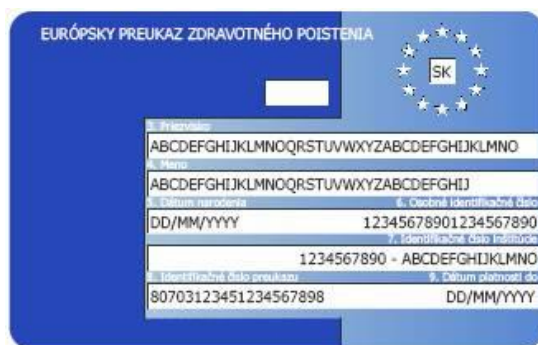 EURÓPSKY PREUKAZ ZDRAVOTNÉHO POISTENIA
SK
3. Priezvisko
ABCDEFGHIJKLMNOQRSTUVWXYZABCDEFGHIJKLMNO
4. Meno
ABCDEFGHIJKLMNOQRSTUVWXYZABCDEFGHIJ
5. Dátum narodenia 6. Osobné identifikačné číslo
DD/MM/YYYY 12345678901234567890
7. Identifikačné číslo inštitúcie
1234567890 - ABCDEFGHIJKLMNO
8. Identifikačné číslo preukazu 9. Dátum platnosti do
80703123451234567898 DD/MM/YYYY